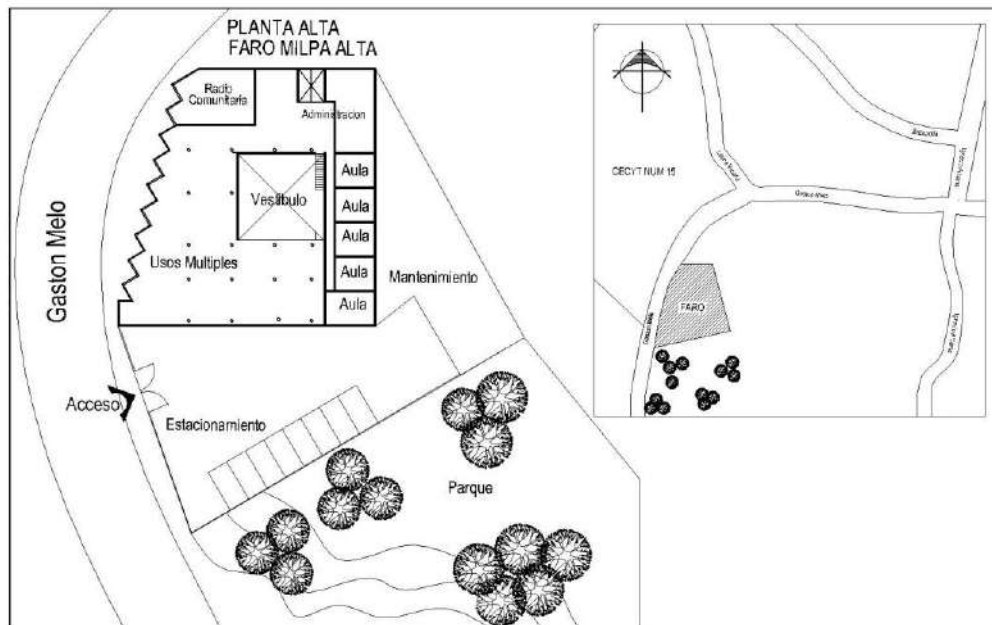 PLANTA ALTA
FARO MILPA ALTA
Radio
Comunitaria
Administracion
Aula
Vestibulo
Aula
Aula
Usos Multiples
Aula
Mantenimiento
Aula
Gaston Melo
Acceso
Estacionamiento
Parque
CECYT NUM 15
FARO